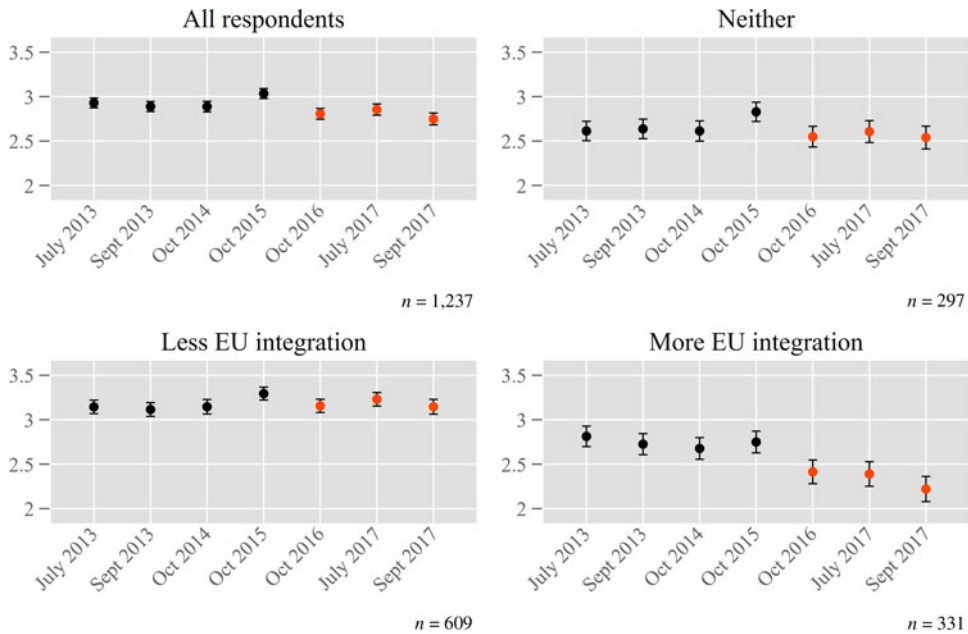 All respondents
3.5
3
2.5
2
July 2013
Sept 2013
Oct 2014
Oct 2015
Oct 2016
July 2017
Sept 2017
n = 1,237
Neither
3.5
3
2.5
2
July 2013
Sept 2013
Oct 2014
Oct 2015
Oct 2016
July 2017
Sept 2017
n = 297
Less EU integration
3.5
3
2.5
2
July 2013
Sept 2013
Oct 2014
Oct 2015
Oct 2016
July 2017
Sept 2017
n = 609
More EU integration
3.5
3
2.5
2
July 2013
Sept 2013
Oct 2014
Oct 2015
Oct 2016
July 2017
Sept 2017
n = 331